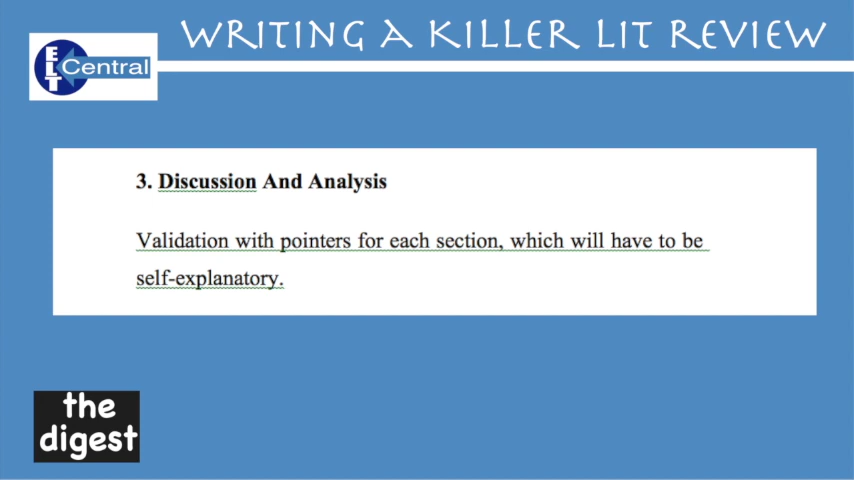 WRITING A KILLER LIT REVIEW
ELT Central
3. Discussion And Analysis
Validation with pointers for each section, which will have to be
self-explanatory.
the
digest